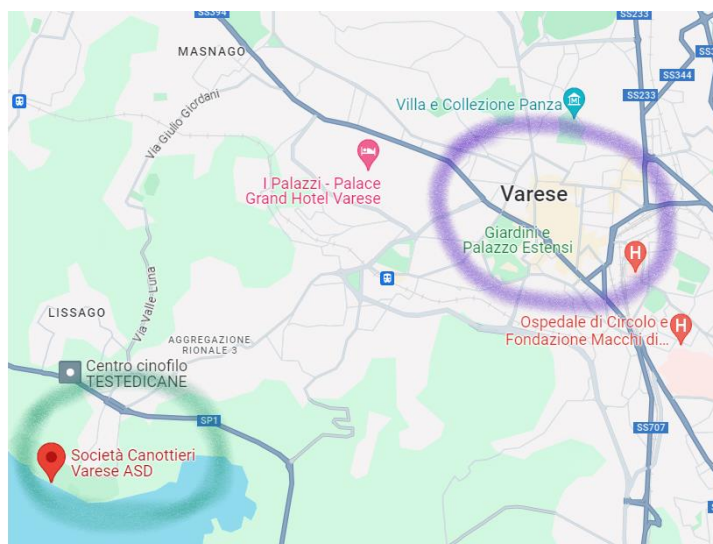 SS394
MASNAGO
SS233
SS3
SS344
SS233
Villa e Collezione Panza
Via Giulio Giordani
I Palazzi - Palace
Grand Hotel Varese
Varese
Giardini e
Palazzo Estensi
H
Via Valle Luna
LISSAGO
AGGREGAZIONE
RIONALE 3
Ospedale di Circolo e
Fondazione Macchi di...
H
Centro cinofilo
TESTEDICANE
SP1
SS707
Società Canottieri
Varese ASD